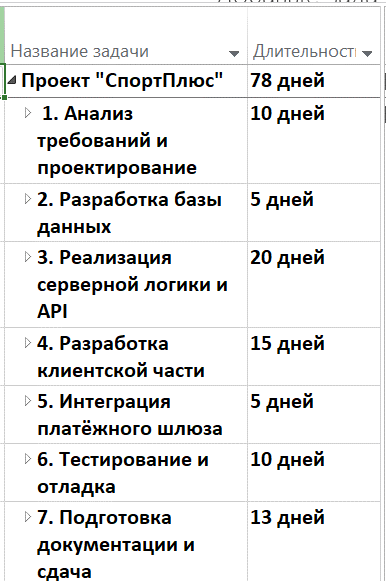 Название задачи Длительность
Проект "СпортПлюс" 78 дней
1. Анализ 10 дней
требований и
проектирование
2. Разработка базы 5 дней
данных
3. Реализация 20 дней
серверной логики и
API
4. Разработка 15 дней
клиентской части
5. Интеграция 5 дней
платёжного шлюза
6. Тестирование и 10 дней
отладка
7. Подготовка 13 дней
документации и
сдача